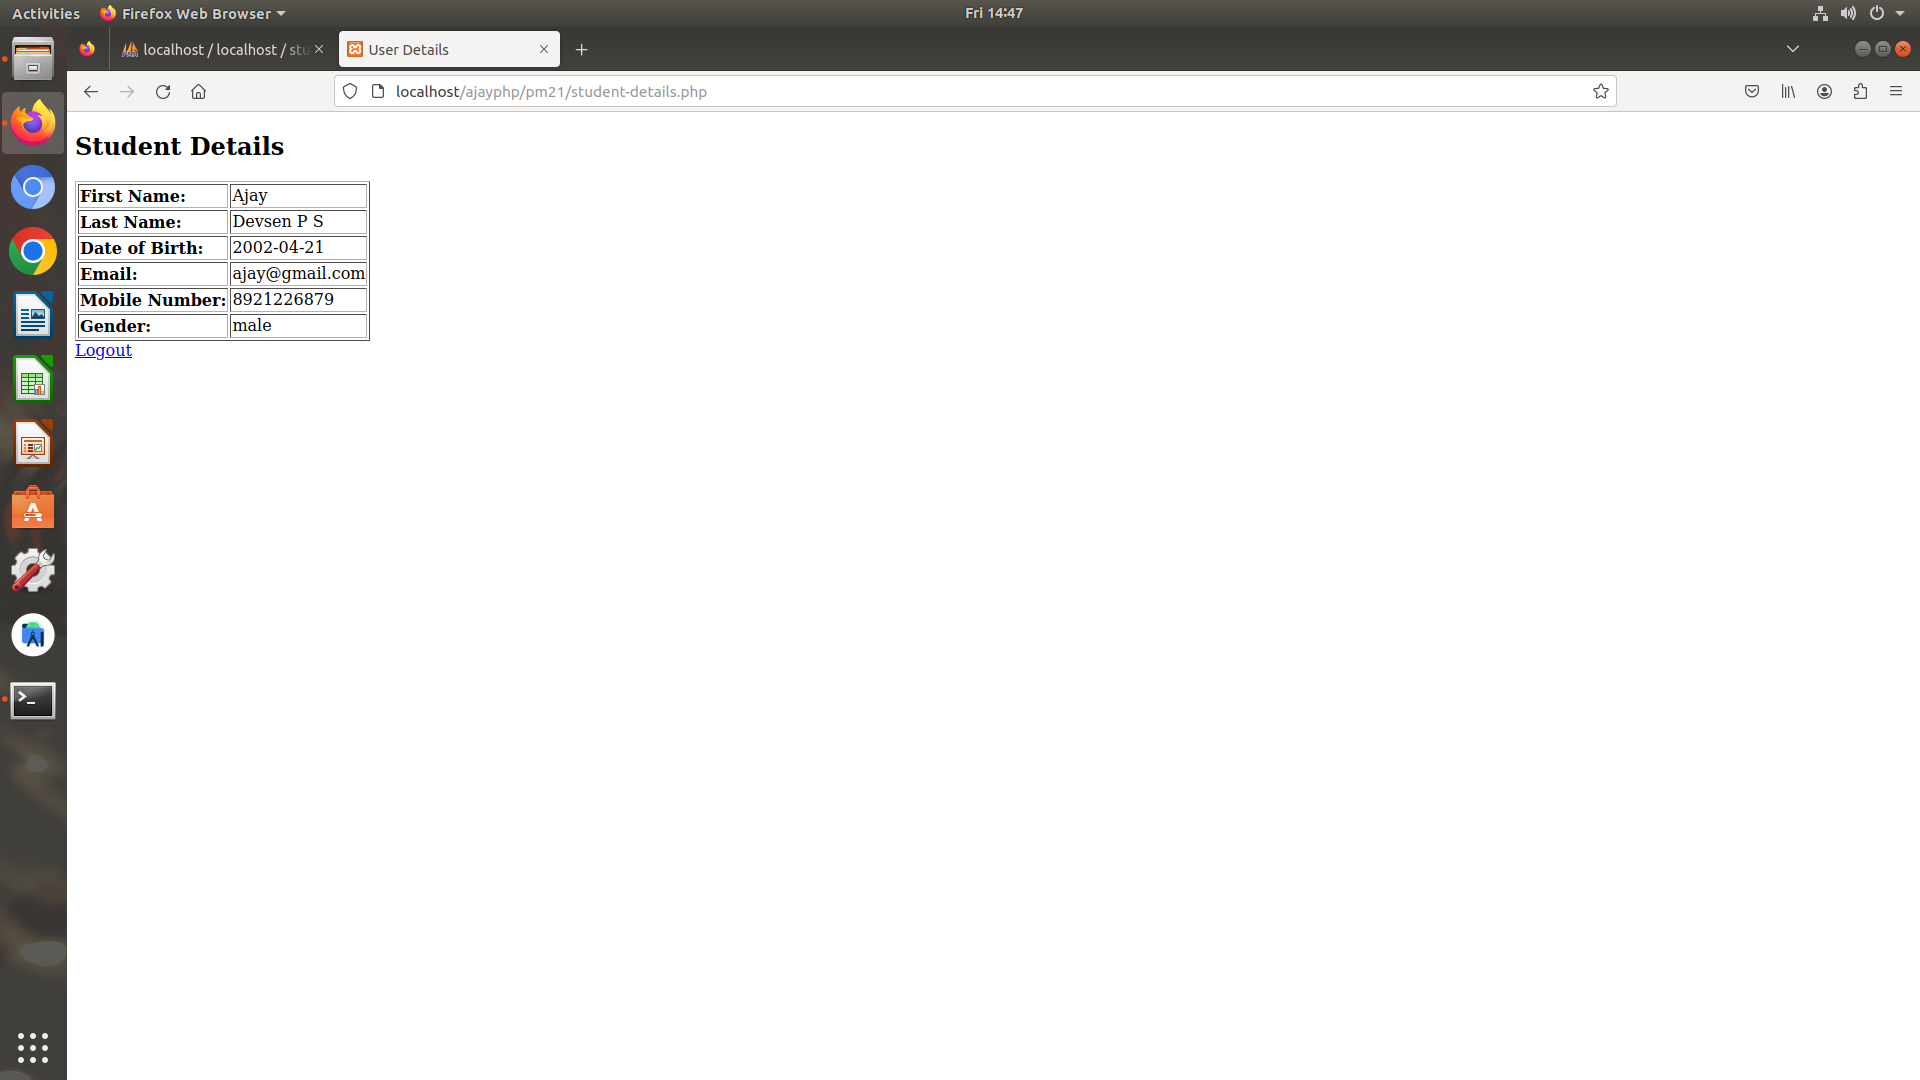 Activities Firefox Web Browser Fri 14:47
localhost / localhost / stu User Details
localhost/ajayphp/pm21/student-details.php
Student Details
First Name: Ajay
Last Name: Devsen P S
Date of Birth: 2002-04-21
Email: ajay@gmail.com
Mobile Number: 8921226879
Gender: male
Logout